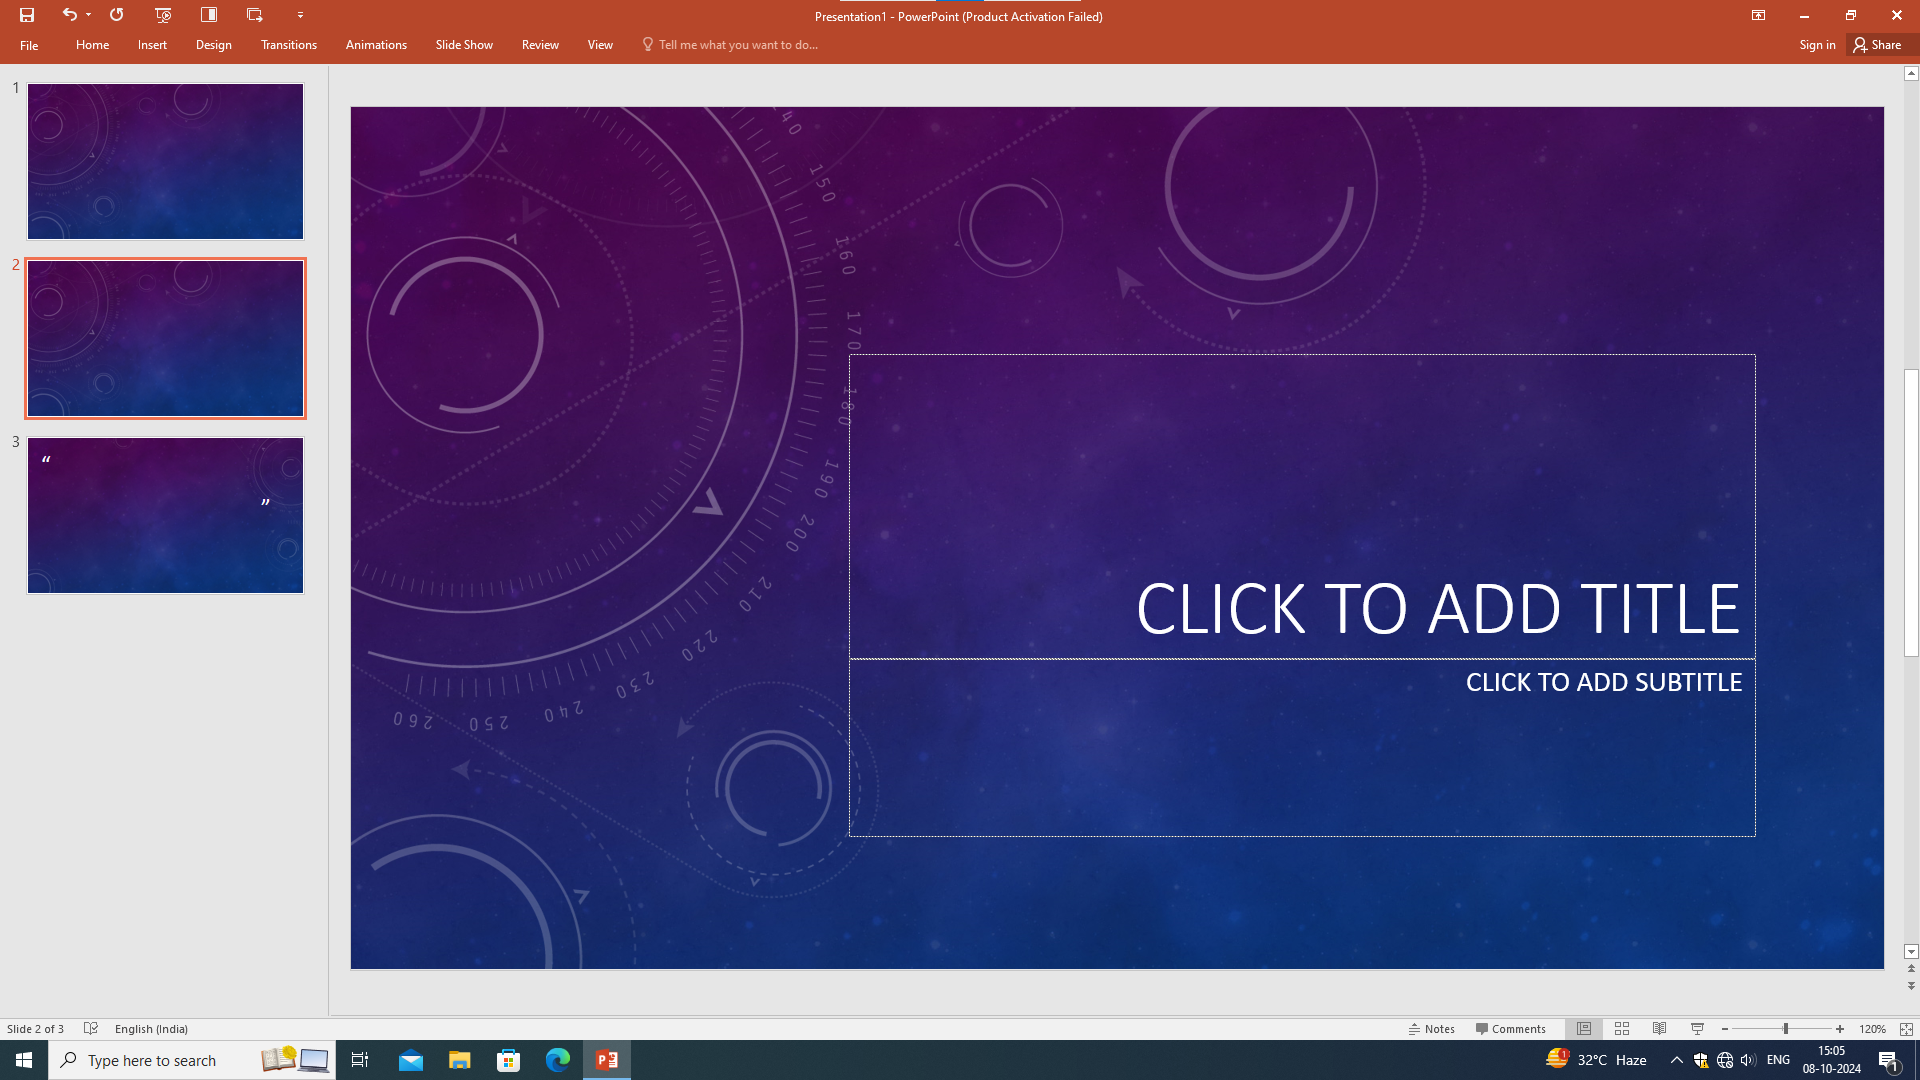 Presentation1 - PowerPoint (Product Activation Failed)
File Home Insert Design Transitions Animations Slide Show Review View Tell me what you want to do... Sign in Share
1
2
3
“
”
140
150
160
170
180
190
200
210
220
230
240
250
260
CLICK TO ADD TITLE
CLICK TO ADD SUBTITLE
Slide 2 of 3 English (India) Notes Comments 120%
Type here to search
1 32°C Haze ENG 15:05
08-10-2024 1